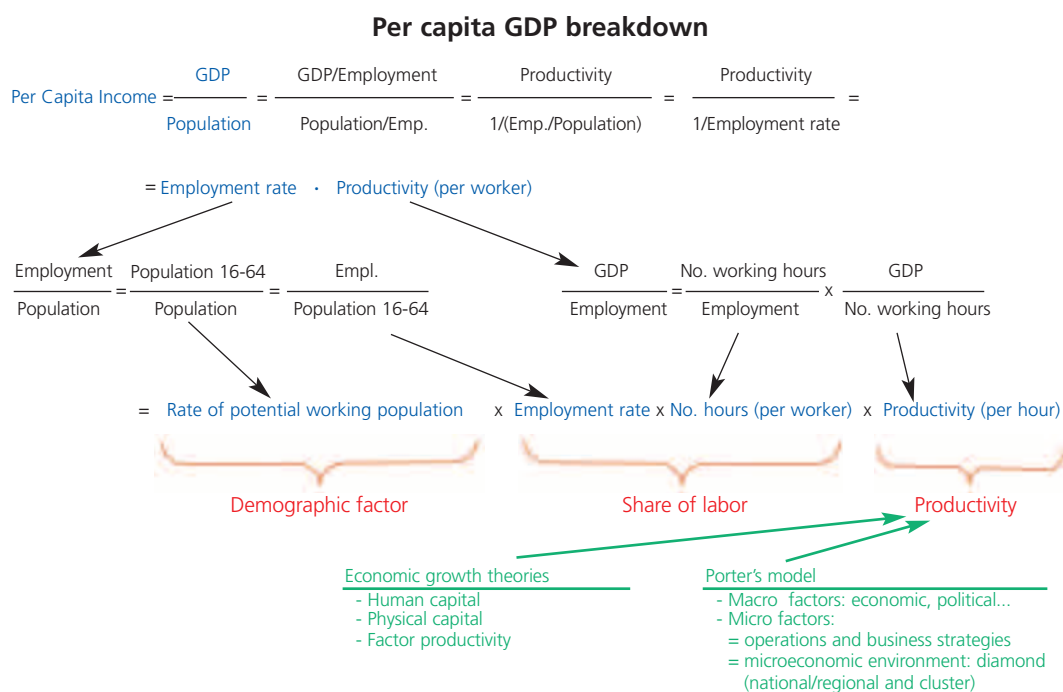 Per capita GDP breakdown
Per Capita Income = GDP / Population = GDP/Employment / Population/Emp. = Productivity / 1/(Emp./Population) = Productivity / 1/Employment rate =
= Employment rate · Productivity (per worker)
Employment / Population = Population 16-64 / Population = Empl. / Population 16-64
GDP / Employment = No. working hours / Employment x GDP / No. working hours
= Rate of potential working population x Employment rate x No. hours (per worker) x Productivity (per hour)
Demographic factor
Share of labor
Productivity
Economic growth theories
- Human capital
- Physical capital
- Factor productivity
Porter's model
- Macro factors: economic, political...
- Micro factors:
= operations and business strategies
= microeconomic environment: diamond
(national/regional and cluster)